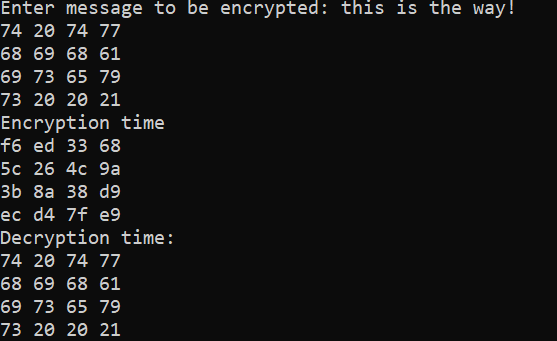 Enter message to be encrypted: this is the way!
74 20 74 77
68 69 68 61
69 73 65 79
73 20 20 21
Encryption time
f6 ed 33 68
5c 26 4c 9a
3b 8a 38 d9
ec d4 7f e9
Decryption time:
74 20 74 77
68 69 68 61
69 73 65 79
73 20 20 21